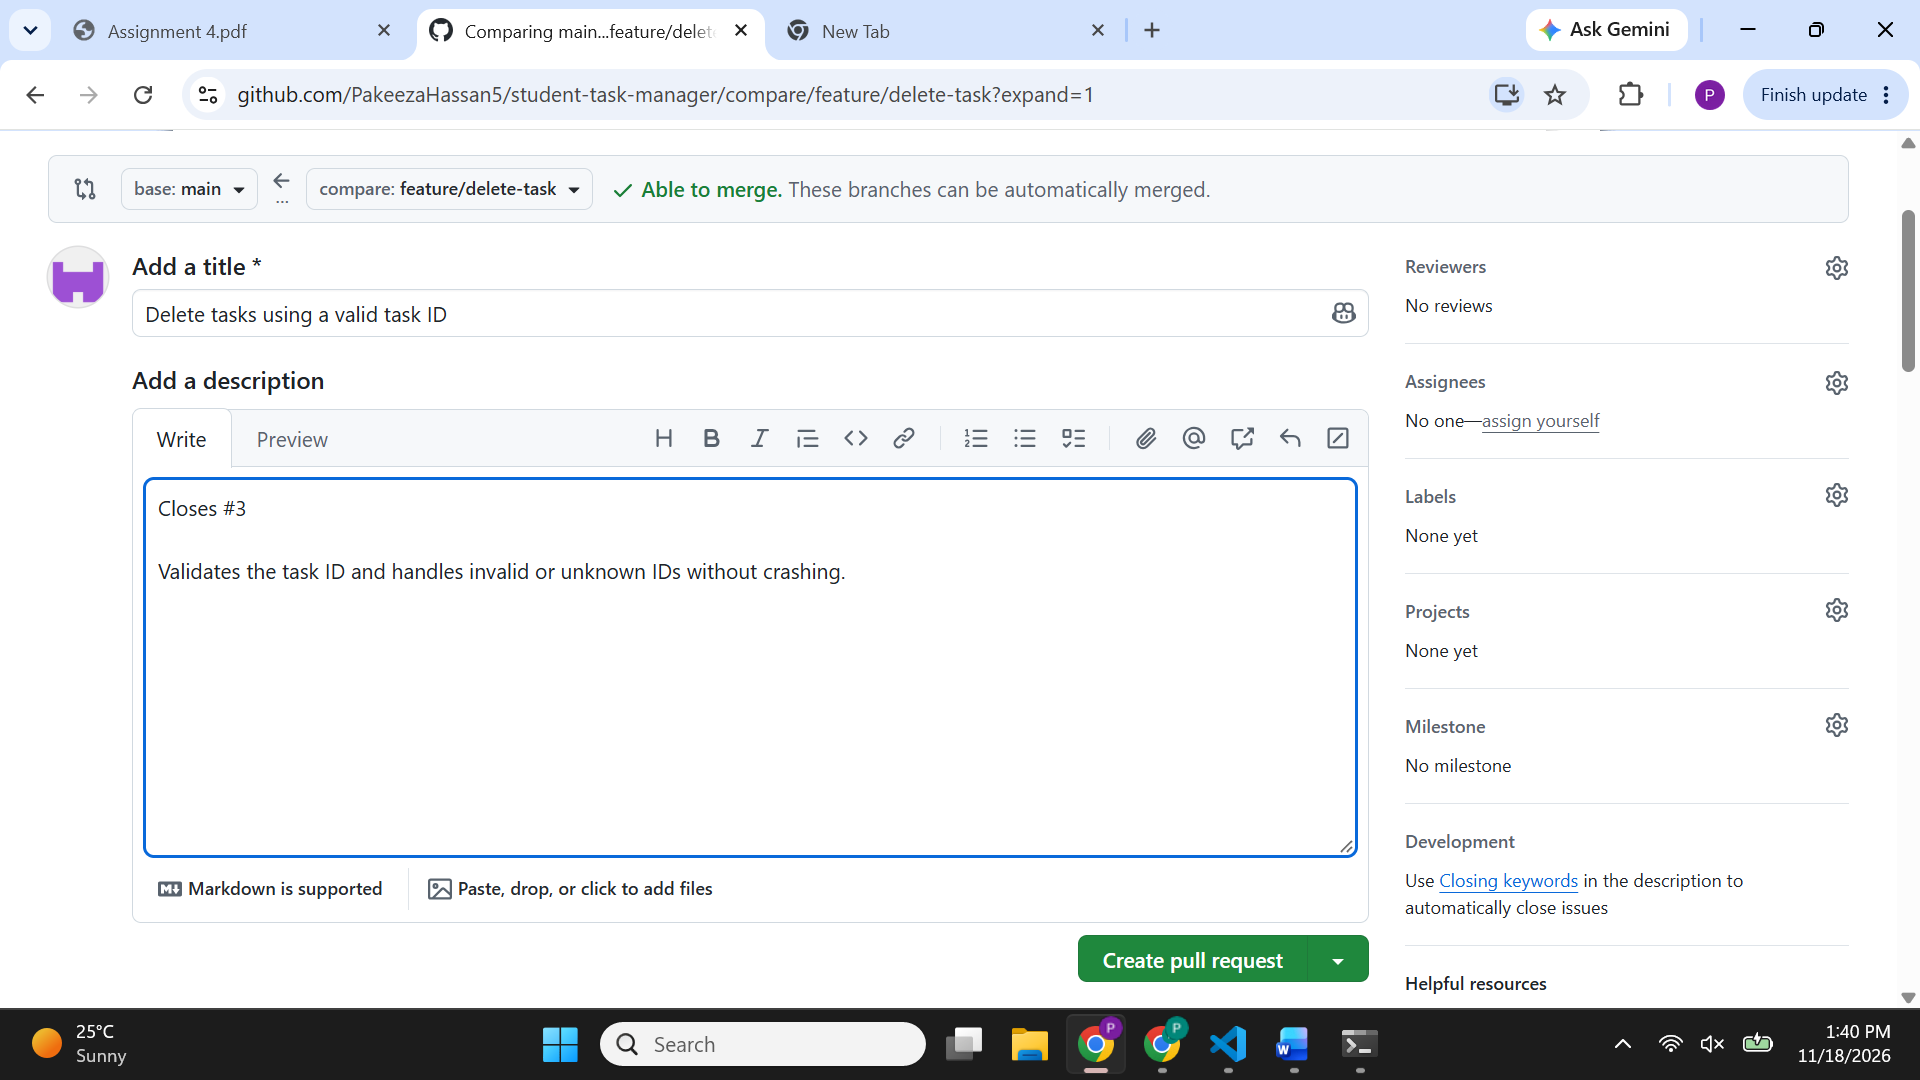 Assignment 4.pdf
Comparing main...feature/delet
New Tab
Ask Gemini
github.com/PakeezaHassan5/student-task-manager/compare/feature/delete-task?expand=1
P
Finish update
base: main
...
compare: feature/delete-task
Able to merge. These branches can be automatically merged.
Add a title *
Delete tasks using a valid task ID
Add a description
Write
Preview
Closes #3
Validates the task ID and handles invalid or unknown IDs without crashing.
Markdown is supported
Paste, drop, or click to add files
Create pull request
Reviewers
No reviews
Assignees
No one—assign yourself
Labels
None yet
Projects
None yet
Milestone
No milestone
Development
Use Closing keywords in the description to
automatically close issues
Helpful resources
25°C
Sunny
Search
P
P
1:40 PM
11/18/2026